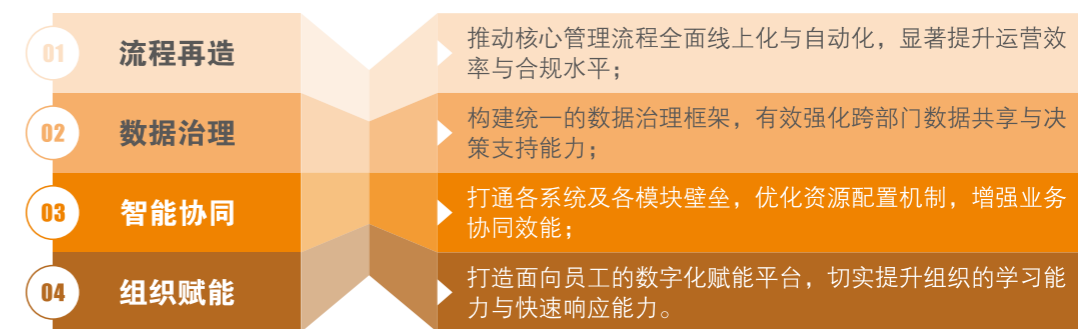 01
流程再造
推动核心管理流程全面线上化与自动化，显著提升运营效
率与合规水平；
02
数据治理
构建统一的数据治理框架，有效强化跨部门数据共享与决
策支持能力；
03
智能协同
打通各系统及各模块壁垒，优化资源配置机制，增强业务
协同效能；
04
组织赋能
打造面向员工的数字化赋能平台，切实提升组织的学习能
力与快速响应能力。